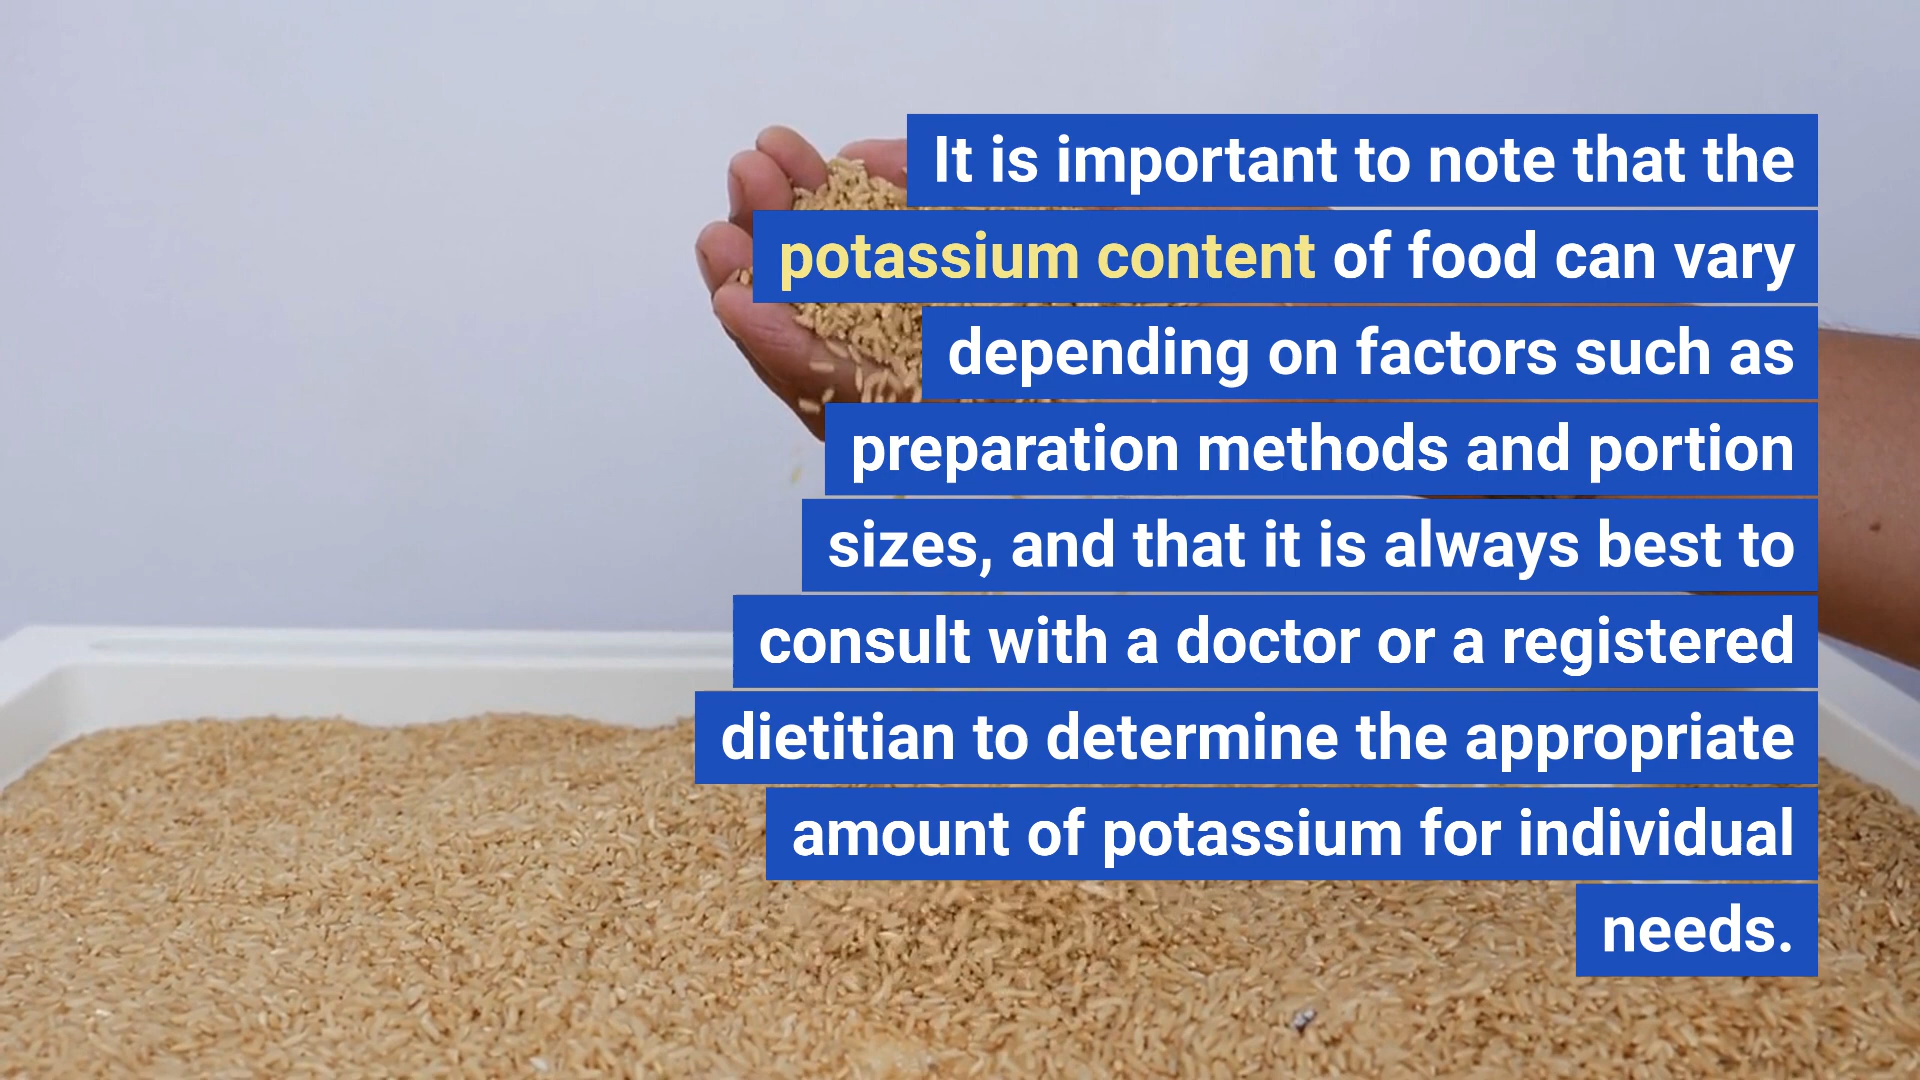 It is important to note that the
potassium content of food can vary
depending on factors such as
preparation methods and portion
sizes, and that it is always best to
consult with a doctor or a registered
dietitian to determine the appropriate
amount of potassium for individual
needs.